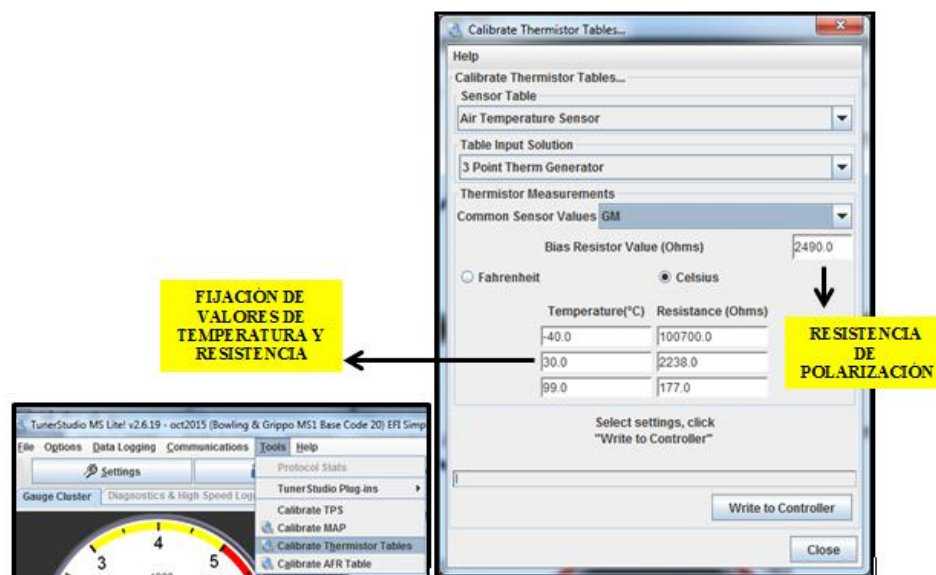 Calibrate Thermistor Tables...
Help
Calibrate Thermistor Tables...
Sensor Table
Air Temperature Sensor
Table Input Solution
3 Point Therm Generator
Thermistor Measurements
Common Sensor Values GM
Bias Resistor Value (Ohms) 2490.0
Fahrenheit Celsius
Temperature(°C) Resistance (Ohms)
-40.0 100700.0
30.0 2238.0
99.0 177.0
Select settings, click
"Write to Controller"
Write to Controller
Close
FIJACIÓN DE
VALORES DE
TEMPERATURA Y
RESISTENCIA
RESISTENCIA
DE
POLARIZACIÓN
TunerStudio MS Lite! v2.6.19 - oct2015 (Bowling & Grippo MS1 Base Code 20) EFI Simp
File Options Data Logging Communications Tools Help
Settings
Protocol Stats
TunerStudio Plug-ins
Gauge Cluster Diagnostics & High Speed Log
Calibrate TPS
Calibrate MAP
Calibrate Thermistor Tables
Calibrate AFR Table
3 4 5